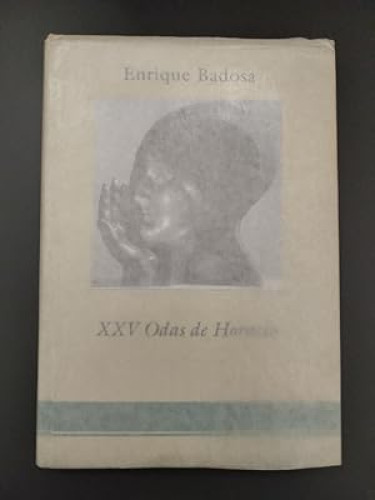 Enrique Badosa
XXV Odas de Horacio